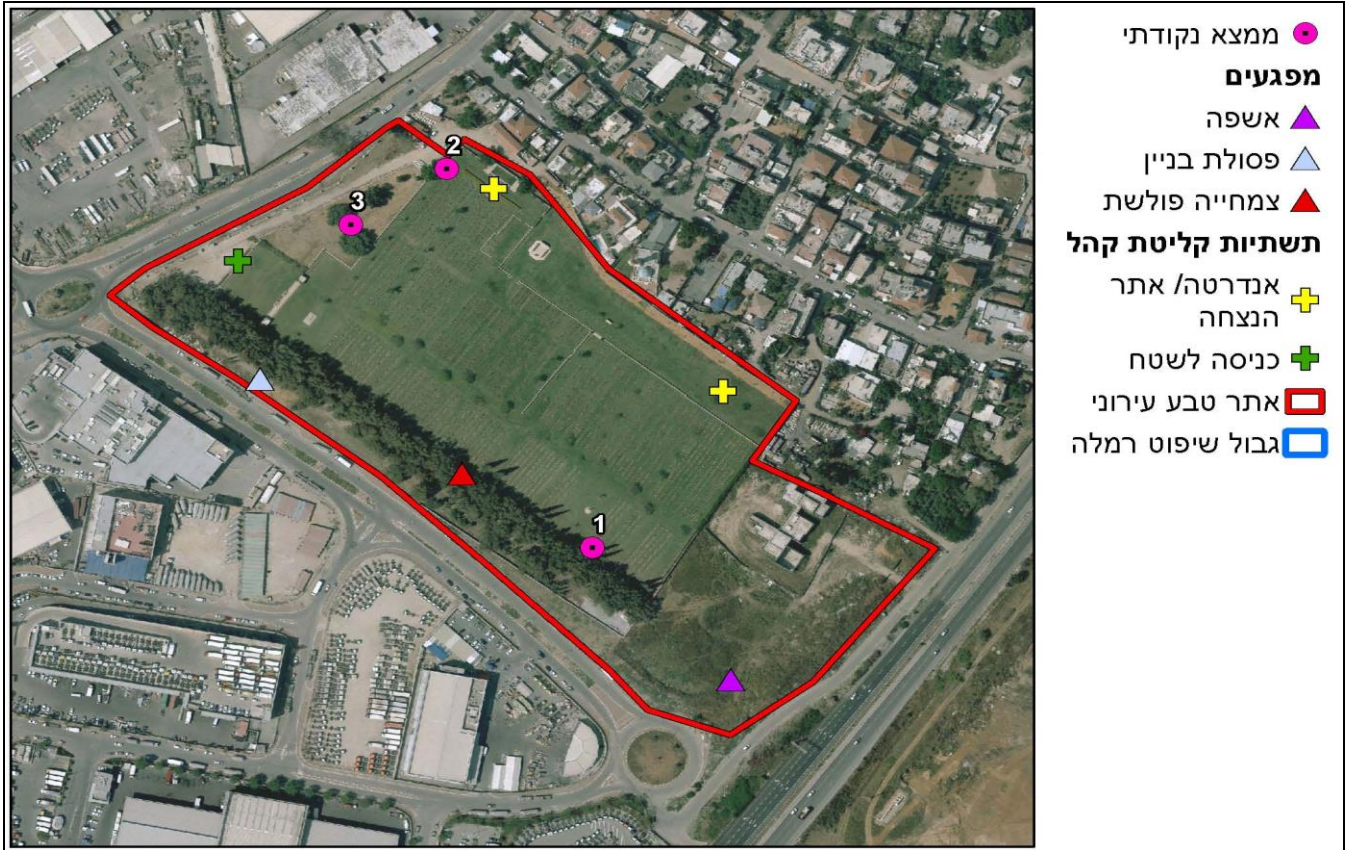 2
3
1
ממצא נקודתי
מפגעים
אשפה
פסולת בניין
צמחייה פולשת
תשתיות קליטת קהל
אנדרטה/ אתר
הנצחה
כניסה לשטח
אתר טבע עירוני
גבול שיפוט רמלה